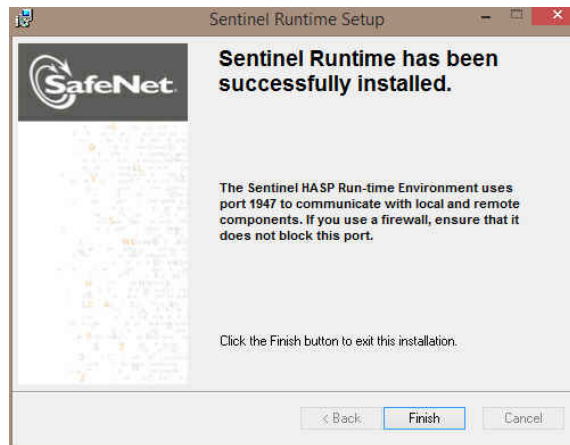 Sentinel Runtime Setup
SafeNet.
Sentinel Runtime has been
successfully installed.
The Sentinel HASP Run-time Environment uses
port 1947 to communicate with local and remote
components. If you use a firewall, ensure that it
does not block this port.
Click the Finish button to exit this installation.
< Back
Finish
Cancel